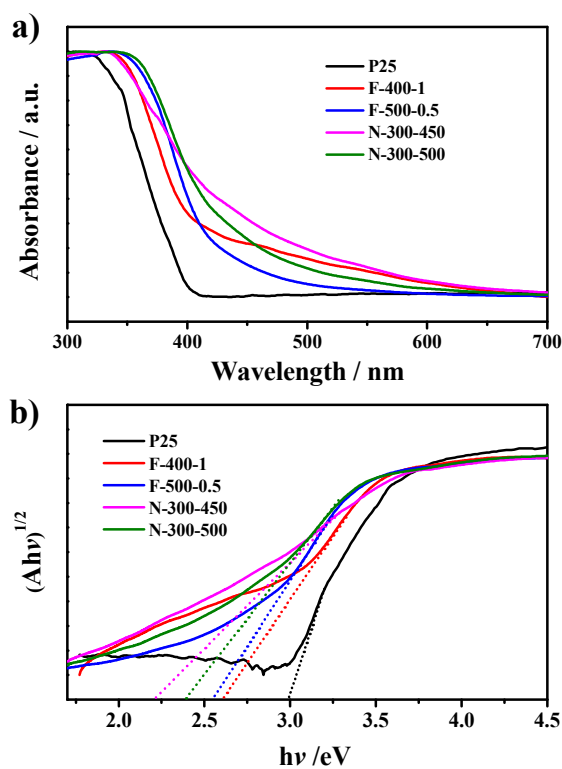 a)
Absorbance / a.u.
P25
F-400-1
F-500-0.5
N-300-450
N-300-500
300 400 500 600 700
Wavelength / nm
b)
(Ahν)1/2
P25
F-400-1
F-500-0.5
N-300-450
N-300-500
2.0 2.5 3.0 3.5 4.0 4.5
hν /eV